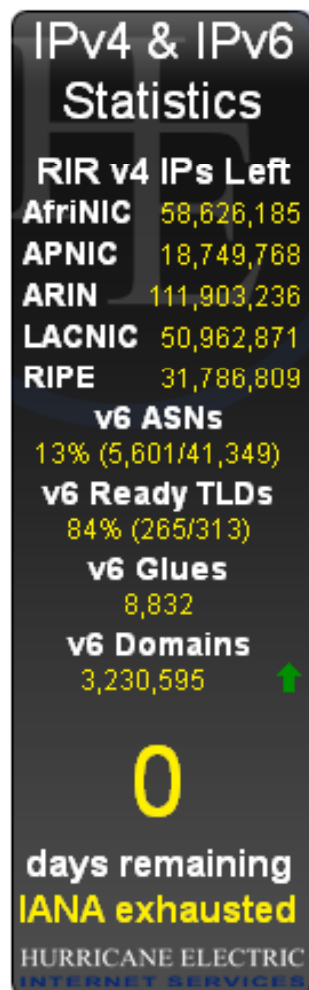 IPv4 & IPv6
Statistics
RIR v4 IPs Left
AfriNIC 58,626,185
APNIC 18,749,768
ARIN 111,903,236
LACNIC 50,962,871
RIPE 31,786,809
v6 ASNs
13% (5,601/41,349)
v6 Ready TLDs
84% (265/313)
v6 Glues
8,832
v6 Domains
3,230,595
0
days remaining
IANA exhausted
HURRICANE ELECTRIC
INTERNET SERVICES